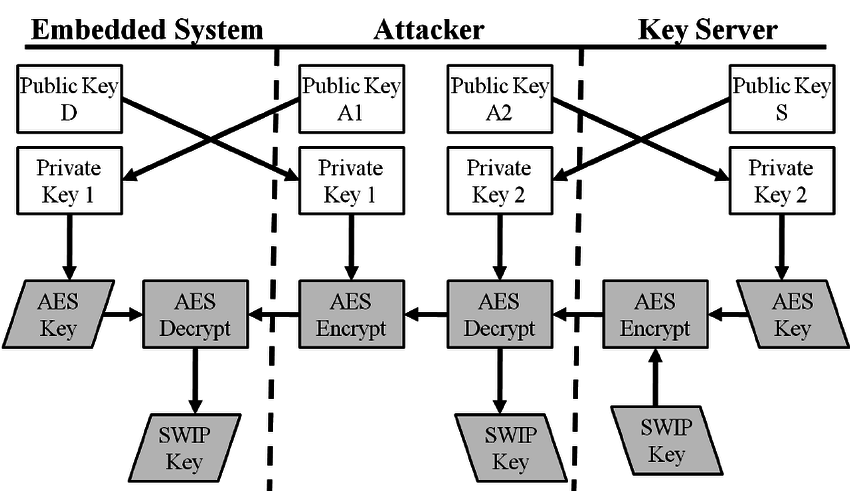 Embedded System Attacker Key Server
Public Key Public Key Public Key Public Key
D A1 A2 S
Private Private Private Private
Key 1 Key 1 Key 2 Key 2
AES AES AES AES AES AES
Key Decrypt Encrypt Decrypt Encrypt Key
SWIP SWIP SWIP
Key Key Key